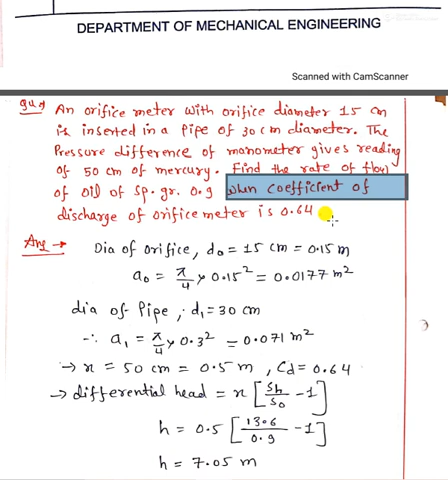 DEPARTMENT OF MECHANICAL ENGINEERING
Scanned with CamScanner
Que) An orifice meter with orifice diameter 15 cm
is inserted in a pipe of 30 cm diameter. The
Pressure difference of manometer gives reading
of 50 cm of mercury. Find the rate of flow
of oil of Sp. gr. 0.9 when coefficient of
discharge of orifice meter is 0.64
Ans → Dia of orifice, d₀ = 15 cm = 0.15 m
a₀ = π/4 × 0.15² = 0.0177 m²
dia of Pipe, d₁ = 30 cm
∴ a₁ = π/4 × 0.3² = 0.071 m²
→ x = 50 cm = 0.5 m, Cd = 0.64
→ differential head = x [Sh/So - 1]
h = 0.5 [13.6/0.9 - 1]
h = 7.05 m